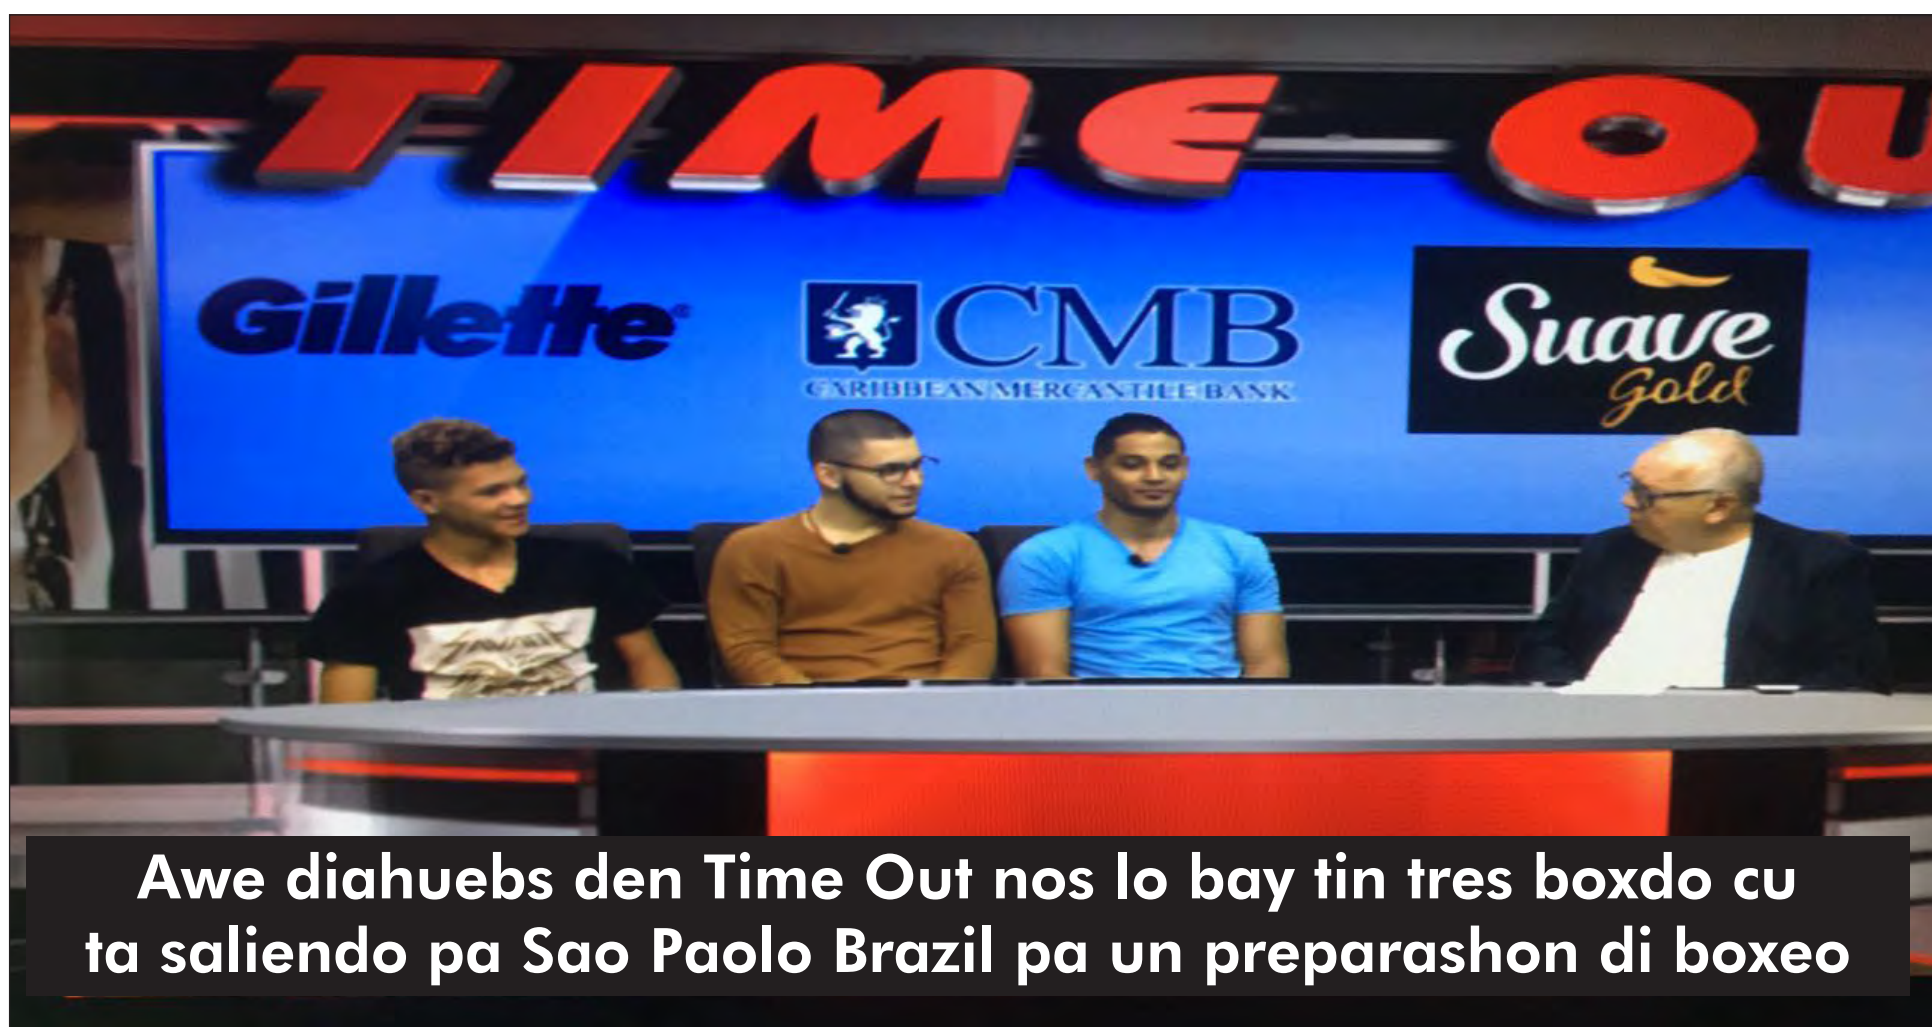 TIME OU
Gillette
CMB
CARIBBEAN MERCANTILE BANK
Suave
Gold
Awe diahuebs den Time Out nos lo bay tin tres boxdo cu
ta saliendo pa Sao Paolo Brazil pa un preparashon di boxeo